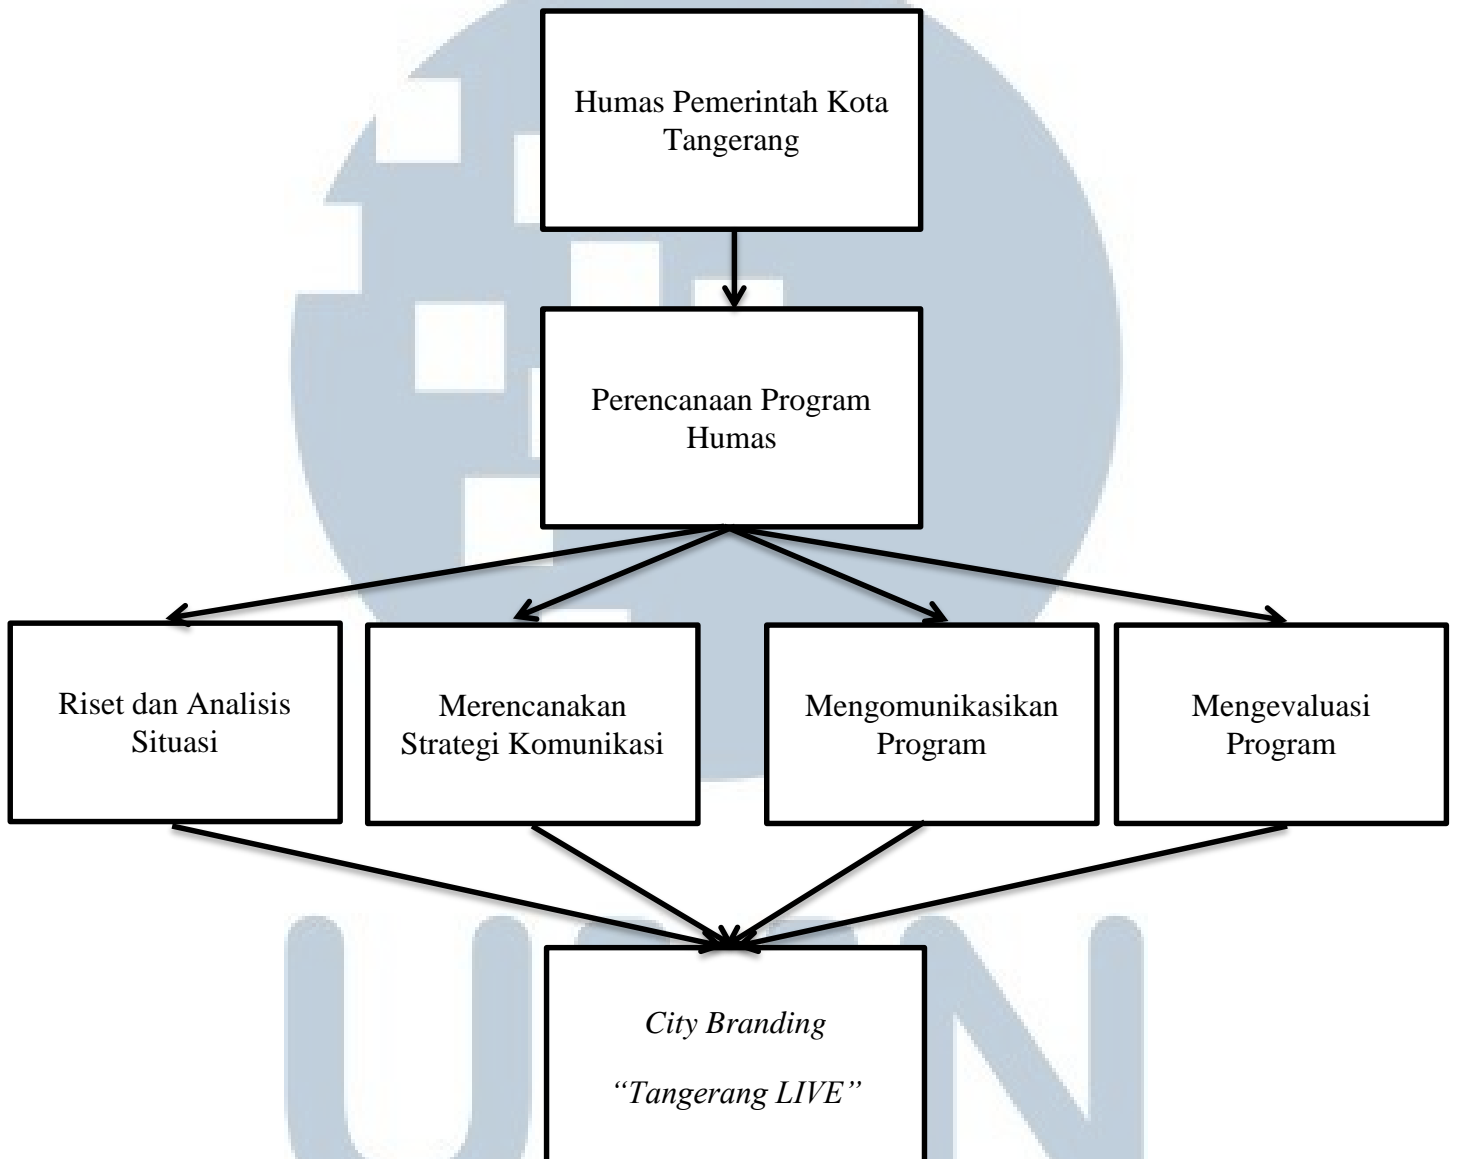 Humas Pemerintah Kota
Tangerang
Perencanaan Program
Humas
Riset dan Analisis
Situasi
Merencanakan
Strategi Komunikasi
Mengomunikasikan
Program
Mengevaluasi
Program
City Branding
“Tangerang LIVE”